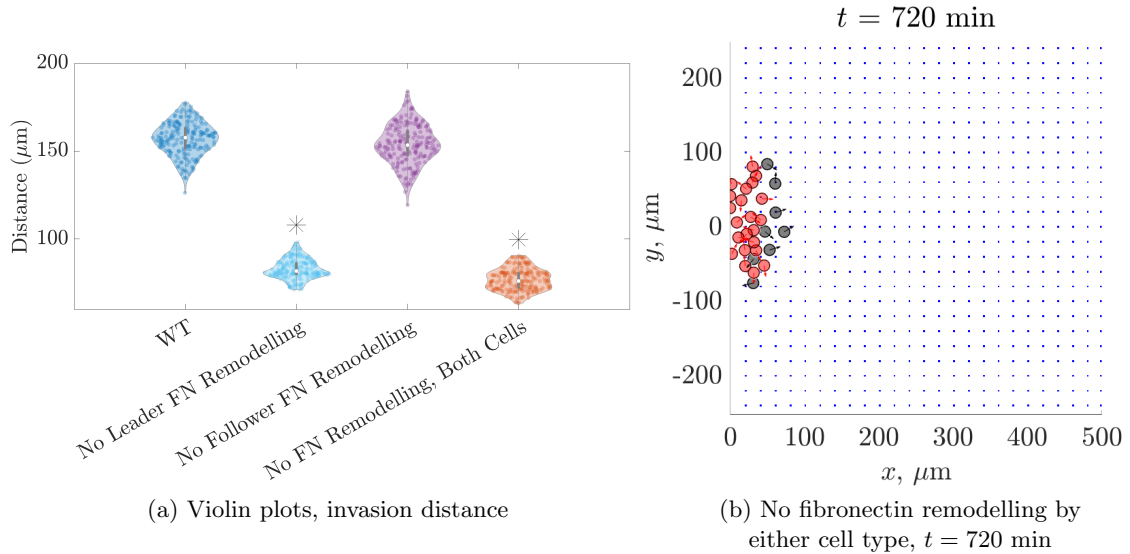 200
150
100
Distance (μm)
WT
No Leader FN Remodelling
No Follower FN Remodelling
No FN Remodelling, Both Cells
(a) Violin plots, invasion distance
t = 720 min
200
100
0
-100
-200
y, μm
0 100 200 300 400 500
x, μm
(b) No fibronectin remodelling by
either cell type, t = 720 min